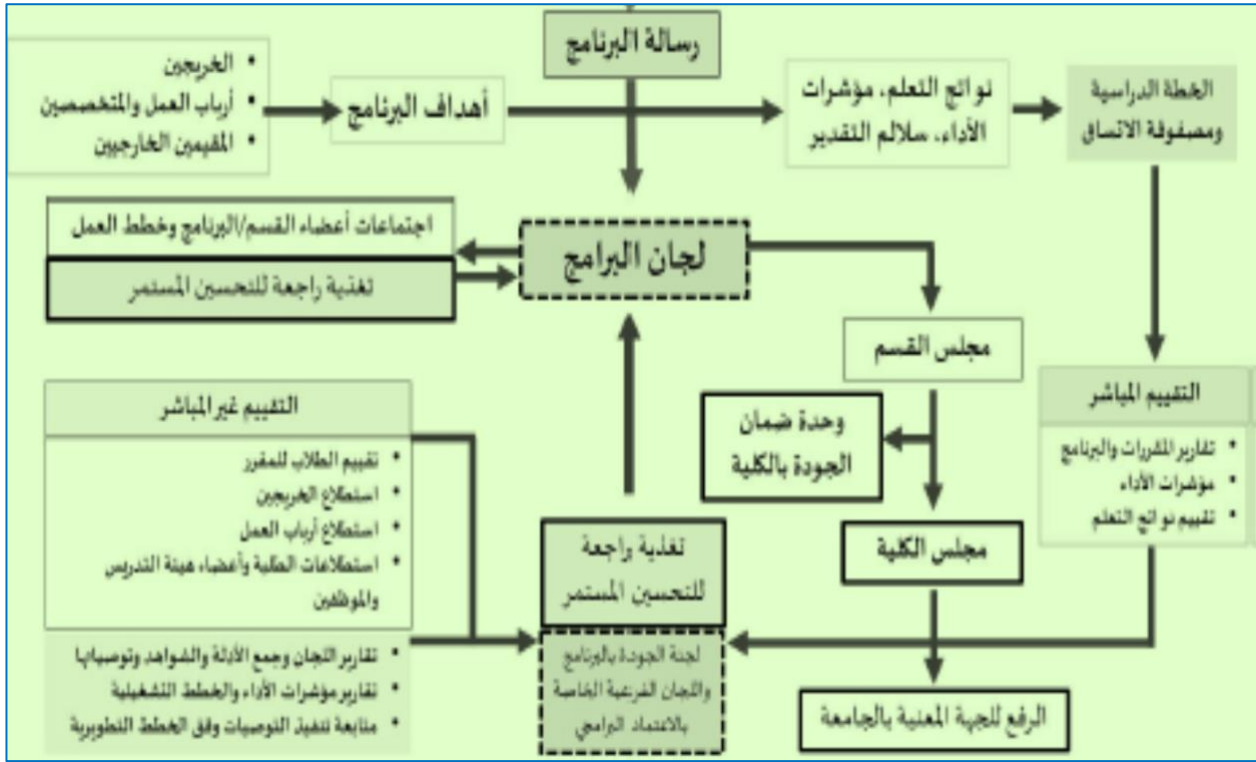 رسالة البرنامج
• الخريجين
• أرباب العمل والمتخصصين
• المقيمين الخارجيين
أهداف البرنامج
نواتج التعلم، مؤشرات
الأداء، سلالم التقدير
الخطة الدراسية
ومصفوفة الاتساق
اجتماعات أعضاء القسم/البرنامج وخطط العمل
تغذية راجعة للتحسين المستمر
لجان البرامج
مجلس القسم
وحدة ضمان
الجودة بالكلية
مجلس الكلية
الرفع للجهة المعنية بالجامعة
التقييم المباشر
• تقارير المقررات والبرنامج
• مؤشرات الأداء
• تقييم نواتج التعلم
التقييم غير المباشر
• تقييم الطلاب للمقرر
• استطلاع الخريجين
• استطلاع أرباب العمل
• استطلاعات الطلبة وأعضاء هيئة التدريس
والموظفين
• تقارير اللجان وجمع الأدلة والشواهد وتوصياتها
• تقارير مؤشرات الأداء والخطط التشغيلية
• متابعة تنفيذ التوصيات وفق الخطط التطويرية
تغذية راجعة
للتحسين المستمر
لجنة الجودة بالبرنامج
واللجان الفرعية الخاصة
بالاعتماد البرامجي